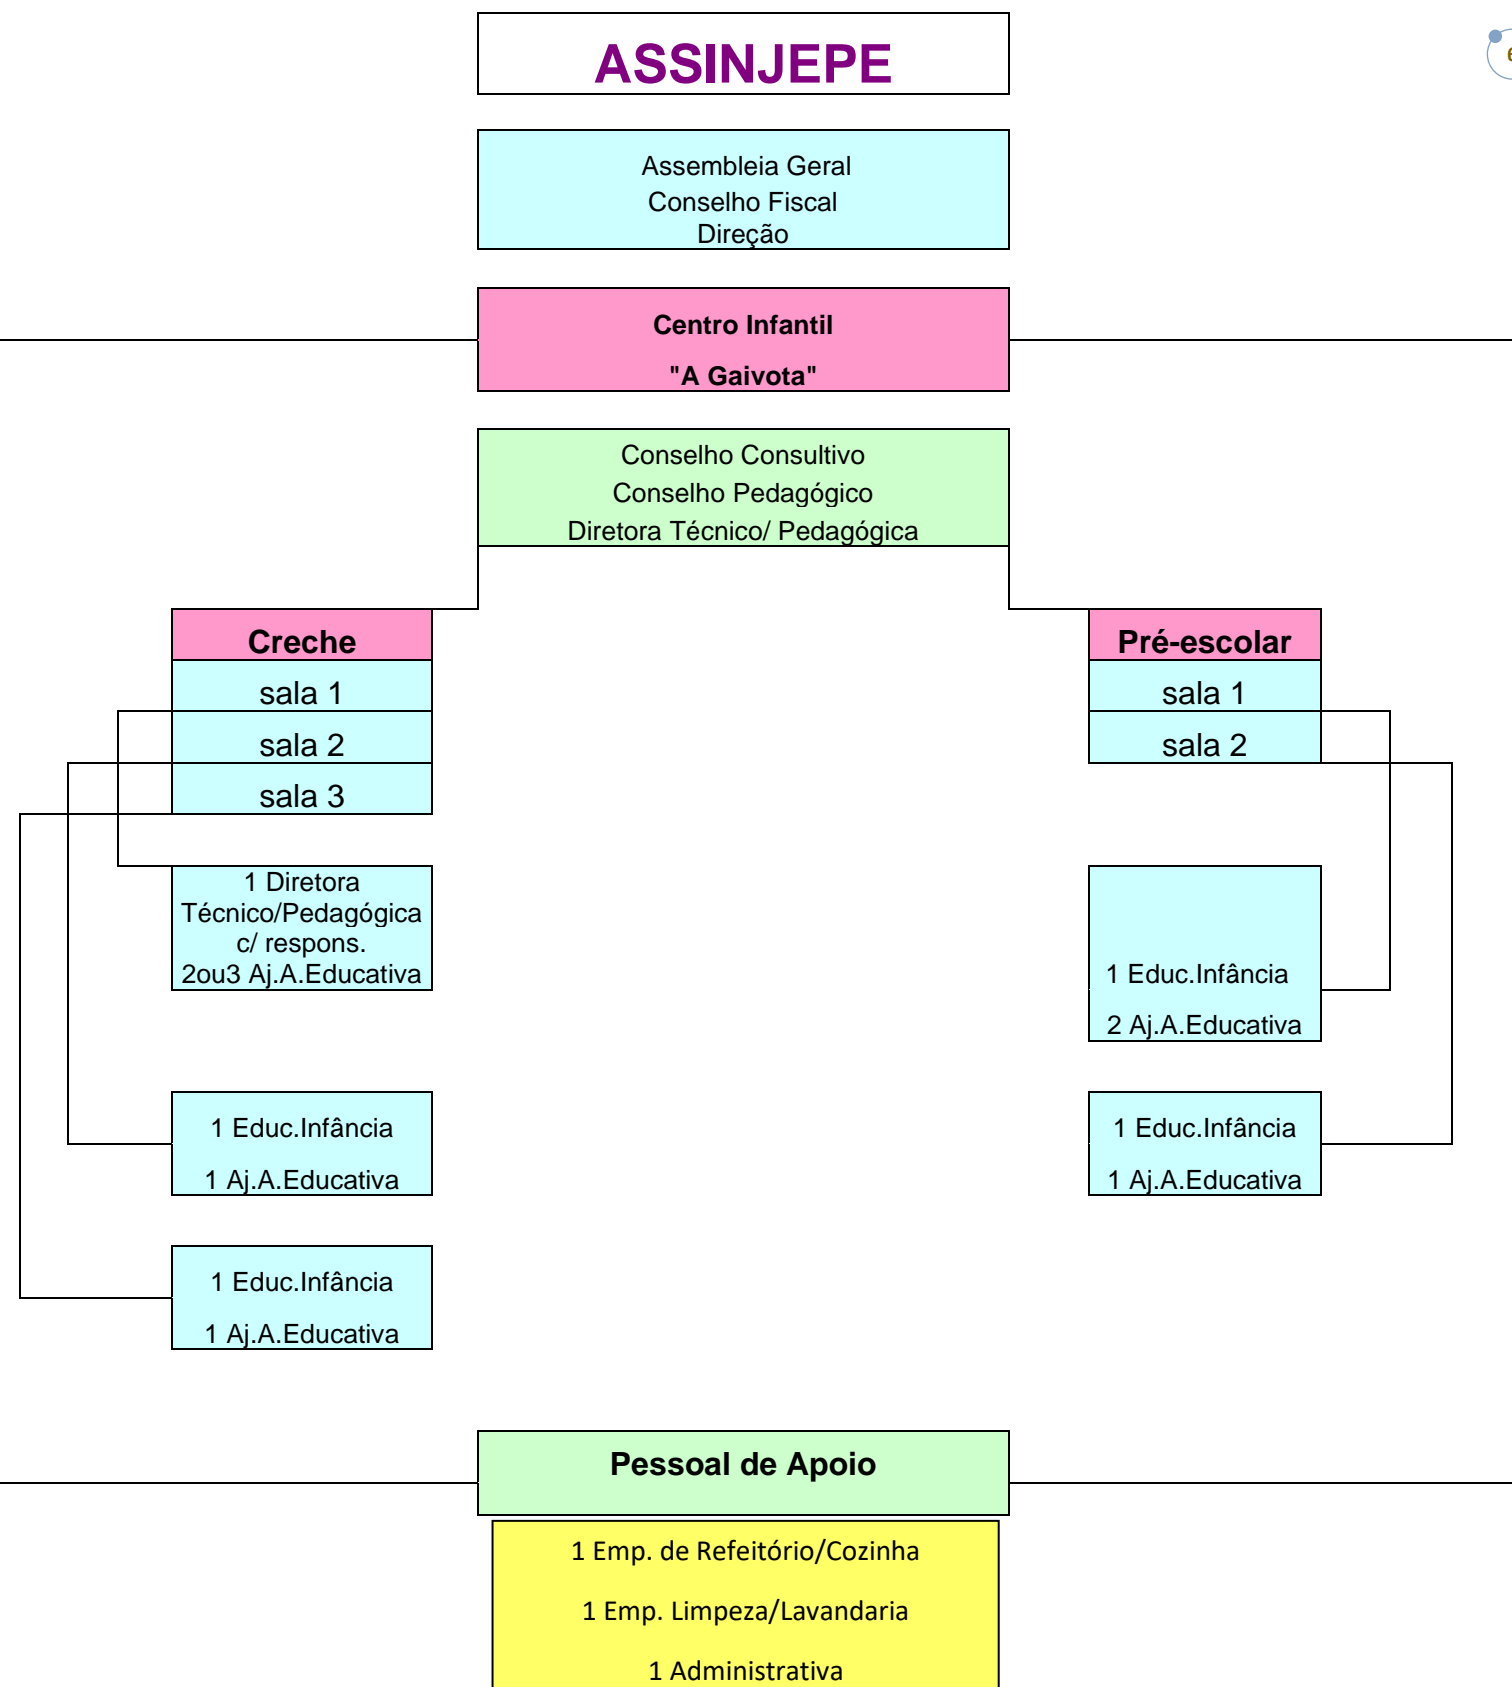 ASSINJEPE
6
Assembleia Geral
Conselho Fiscal
Direção
Centro Infantil
"A Gaivota"
Conselho Consultivo
Conselho Pedagógico
Diretora Técnico/ Pedagógica
Creche
sala 1
sala 2
sala 3
Pré-escolar
sala 1
sala 2
1 Diretora
Técnico/Pedagógica
c/ respons.
2ou3 Aj.A.Educativa
1 Educ.Infância
2 Aj.A.Educativa
1 Educ.Infância
1 Aj.A.Educativa
1 Educ.Infância
1 Aj.A.Educativa
1 Educ.Infância
1 Aj.A.Educativa
Pessoal de Apoio
1 Emp. de Refeitório/Cozinha
1 Emp. Limpeza/Lavandaria
1 Administrativa